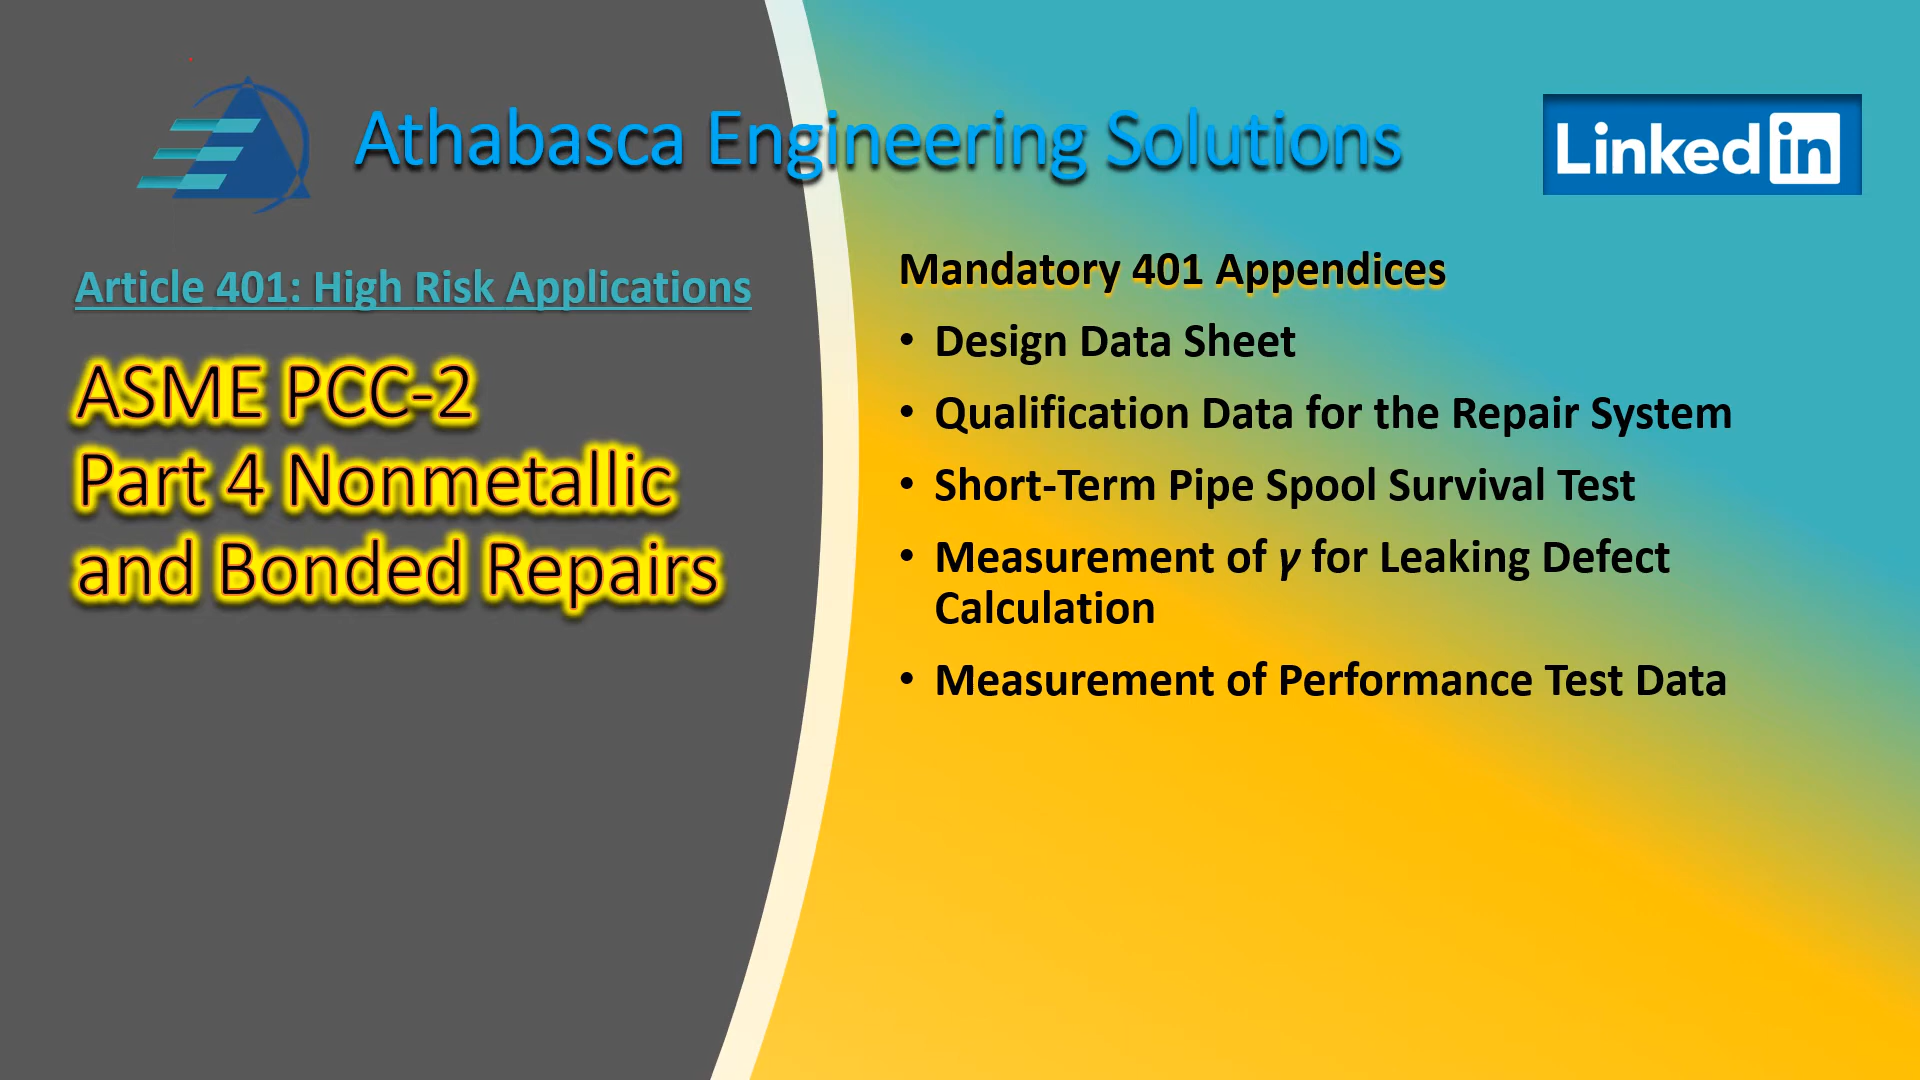 Athabasca Engineering Solutions
Linked in
Article 401: High Risk Applications
ASME PCC-2
Part 4 Nonmetallic
and Bonded Repairs
Mandatory 401 Appendices
• Design Data Sheet
• Qualification Data for the Repair System
• Short-Term Pipe Spool Survival Test
• Measurement of γ for Leaking Defect
Calculation
• Measurement of Performance Test Data